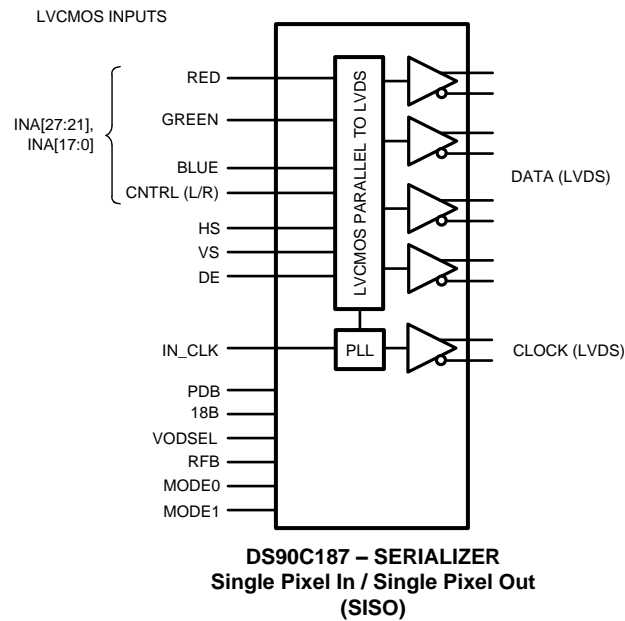 LVCMOS INPUTS
INA[27:21],
INA[17:0]
RED
GREEN
BLUE
CNTRL (L/R)
HS
VS
DE
IN_CLK
PDB
18B
VODSEL
RFB
MODE0
MODE1
LVCMOS PARALLEL TO LVDS
PLL
DATA (LVDS)
CLOCK (LVDS)
DS90C187 – SERIALIZER
Single Pixel In / Single Pixel Out
(SISO)